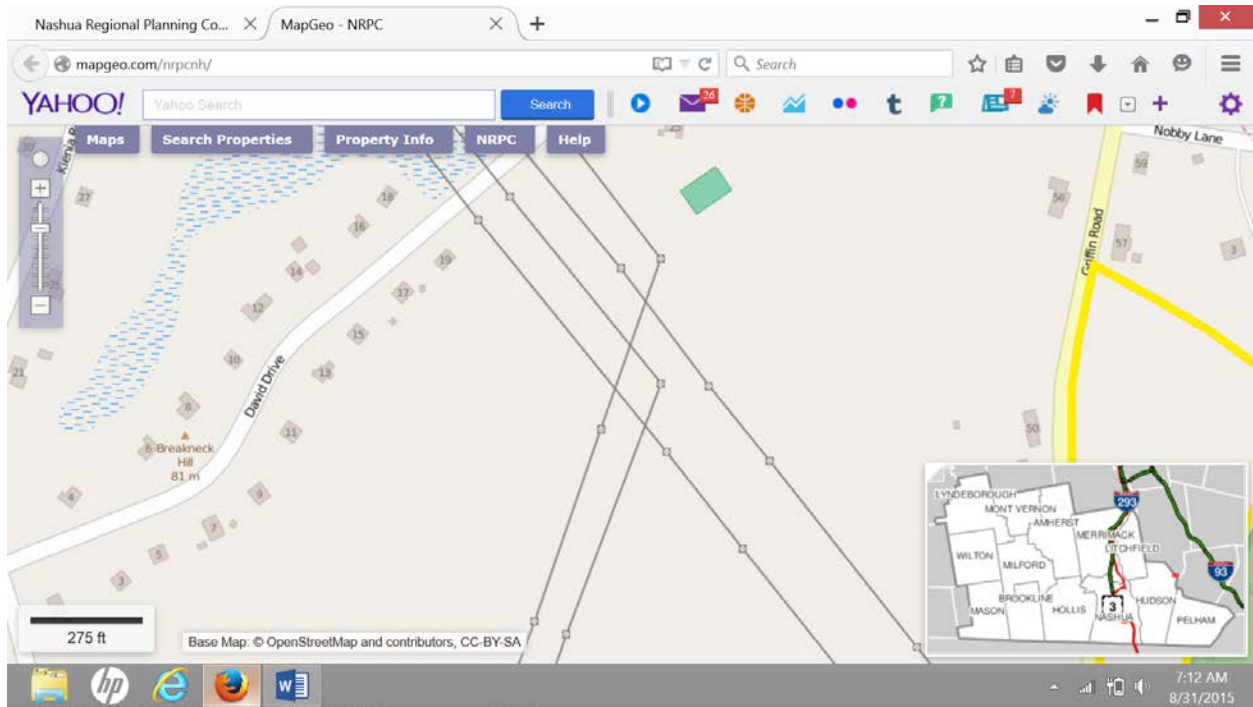 Nashua Regional Planning Co...
MapGeo - NRPC
mapgeo.com/nrpcnh/
Search
YAHOO!
Yahoo Search
Search
26
7
Maps
Search Properties
Property Info
NRPC
Help
Nobby Lane
Griffin Road
59
56
57
3
50
27
18
16
19
14
17
12
15
10
13
21
8
David Drive
6
Breakneck
Hill
81 m
11
4
9
7
5
3
LYNDEBOROUGH
MONT VERNON
AMHERST
293
MERRIMACK
LITCHFIELD
WILTON
MILFORD
93
BROOKLINE
MASON
HOLLIS
3
NASHUA
HUDSON
PELHAM
275 ft
Base Map: © OpenStreetMap and contributors, CC-BY-SA
hp
7:12 AM
8/31/2015